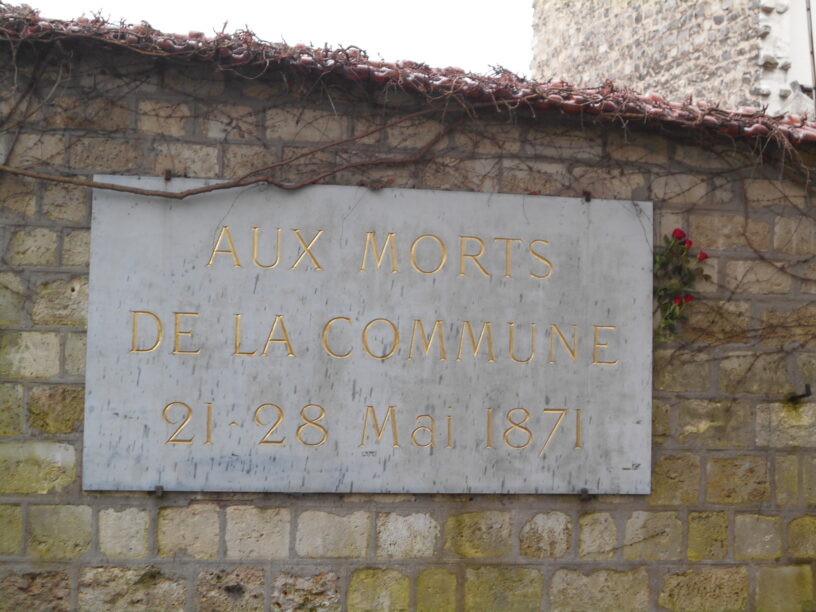 AUX MORTS
DE LA COMMUNE
21-28 Mai 1871